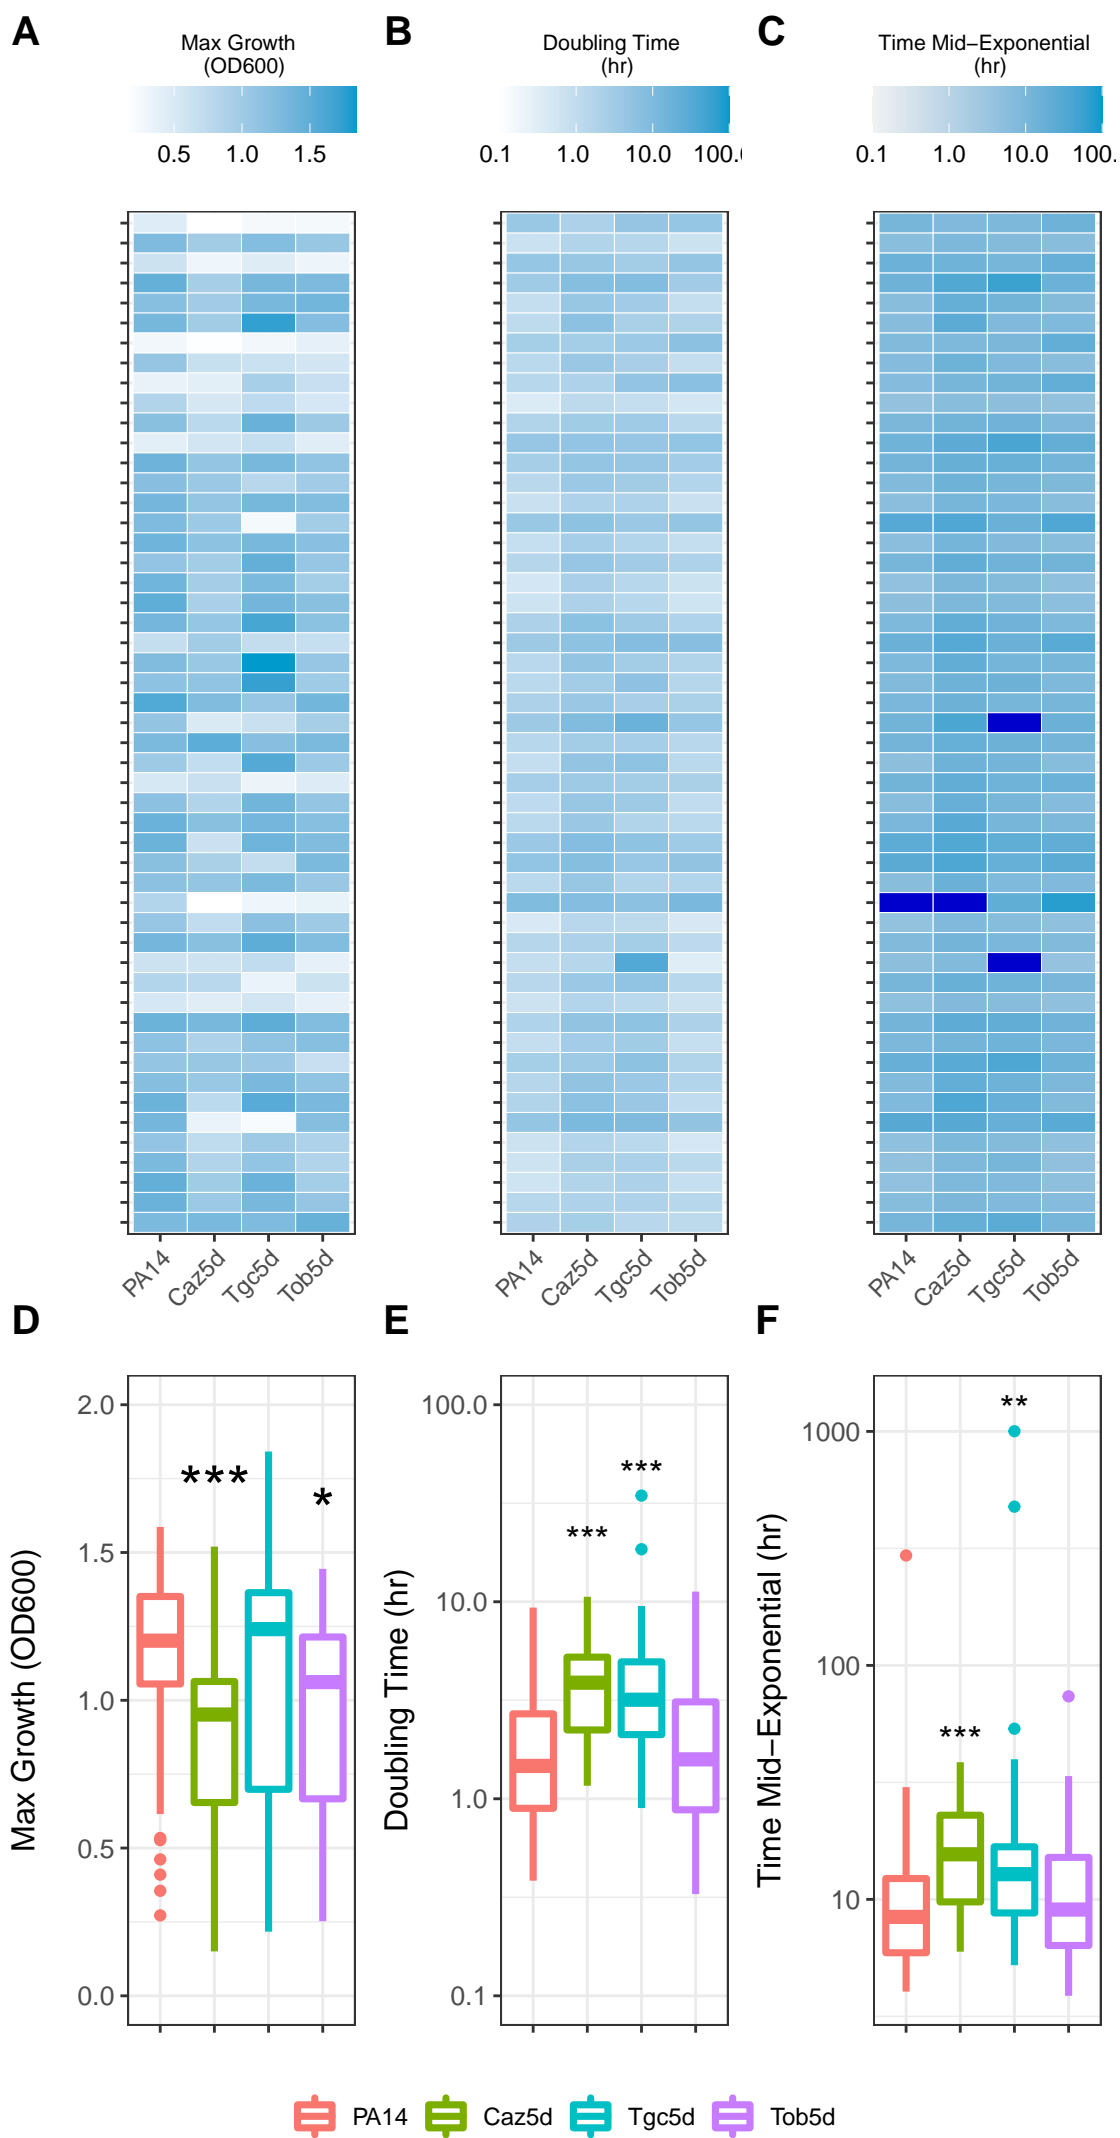 A
B
C
Max Growth
(OD600)
Doubling Time
(hr)
Time Mid−Exponential
(hr)
0.5 1.0 1.5
0.1 1.0 10.0 100.
0.1 1.0 10.0 100.
PA14 Caz5d Tgc5d Tob5d
PA14 Caz5d Tgc5d Tob5d
PA14 Caz5d Tgc5d Tob5d
D
E
F
Max Growth (OD600)
2.0
1.5
1.0
0.5
0.0
***
*
Doubling Time (hr)
100.0
10.0
1.0
0.1
***
***
Time Mid−Exponential (hr)
1000
100
10
***
**
PA14 Caz5d Tgc5d Tob5d